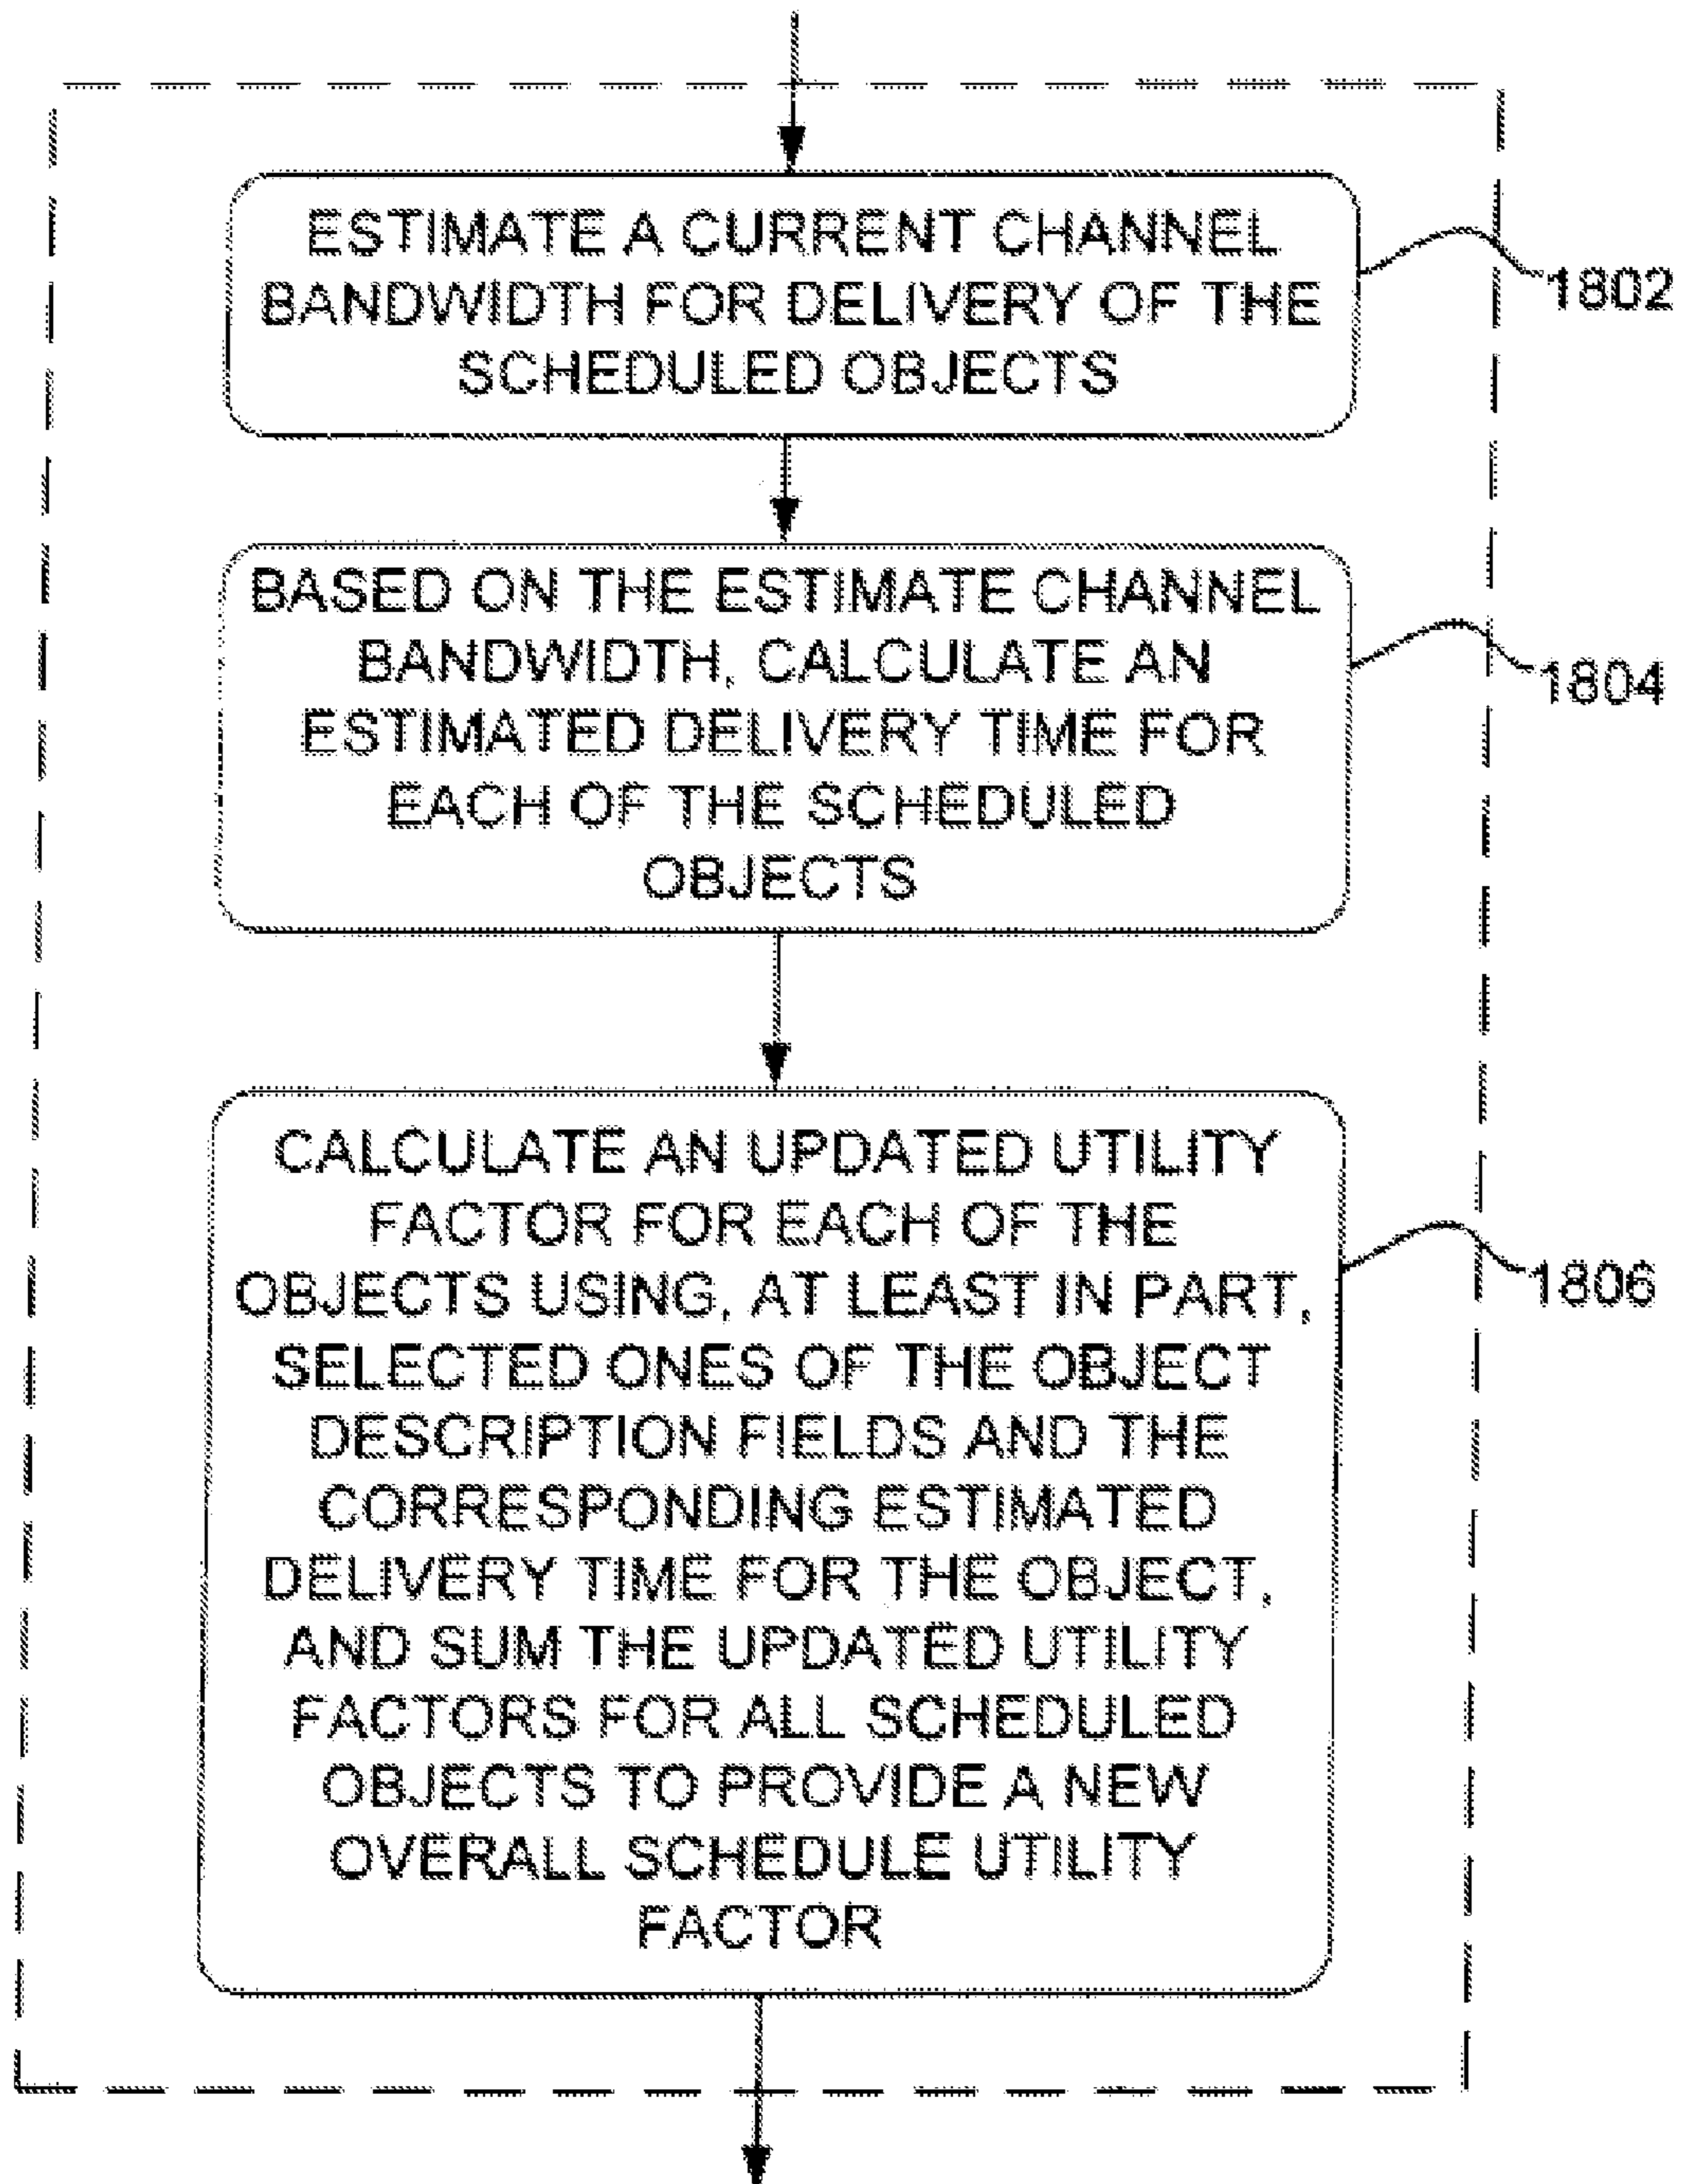 ESTIMATE A CURRENT CHANNEL
BANDWIDTH FOR DELIVERY OF THE
SCHEDULED OBJECTS
1802
BASED ON THE ESTIMATE CHANNEL
BANDWIDTH, CALCULATE AN
ESTIMATED DELIVERY TIME FOR
EACH OF THE SCHEDULED
OBJECTS
1804
CALCULATE AN UPDATED UTILITY
FACTOR FOR EACH OF THE
OBJECTS USING, AT LEAST IN PART,
SELECTED ONES OF THE OBJECT
DESCRIPTION FIELDS AND THE
CORRESPONDING ESTIMATED
DELIVERY TIME FOR THE OBJECT,
AND SUM THE UPDATED UTILITY
FACTORS FOR ALL SCHEDULED
OBJECTS TO PROVIDE A NEW
OVERALL SCHEDULE UTILITY
FACTOR
1806